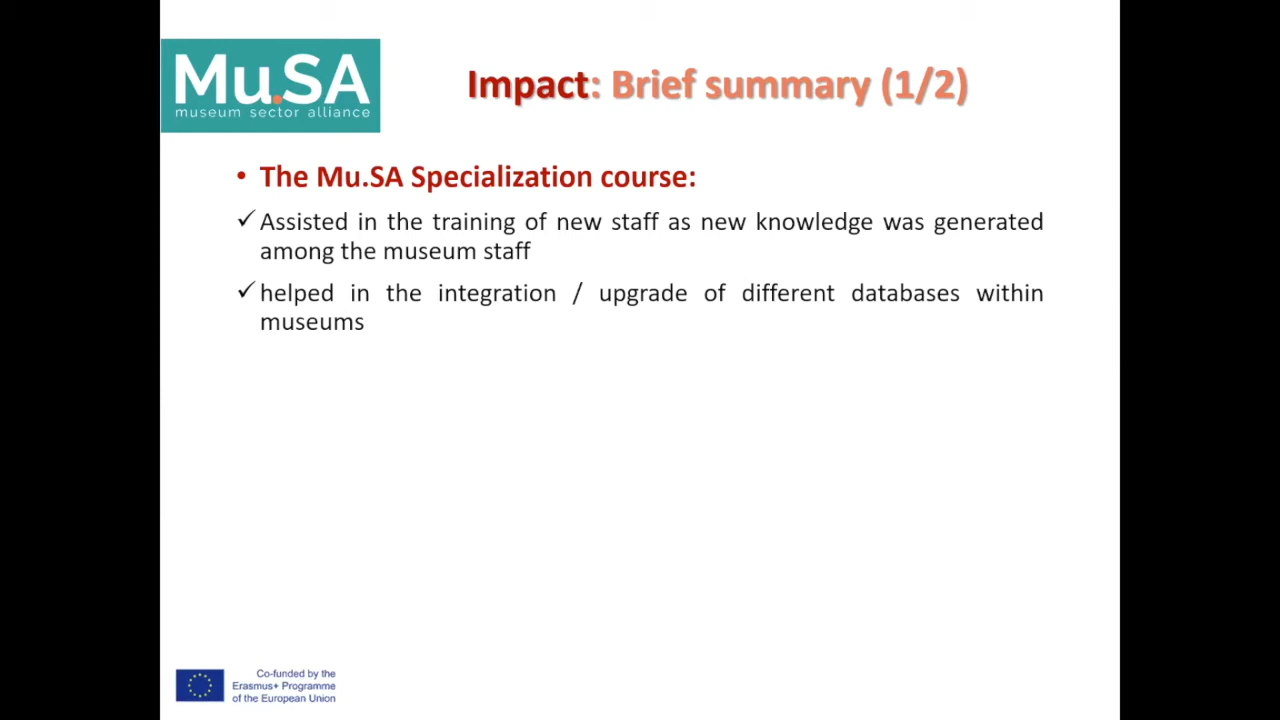 Mu.SA
museum sector alliance
Impact: Brief summary (1/2)
• The Mu.SA Specialization course:
✓ Assisted in the training of new staff as new knowledge was generated
among the museum staff
✓ helped in the integration / upgrade of different databases within
museums
Co-funded by the
Erasmus+ Programme
of the European Union